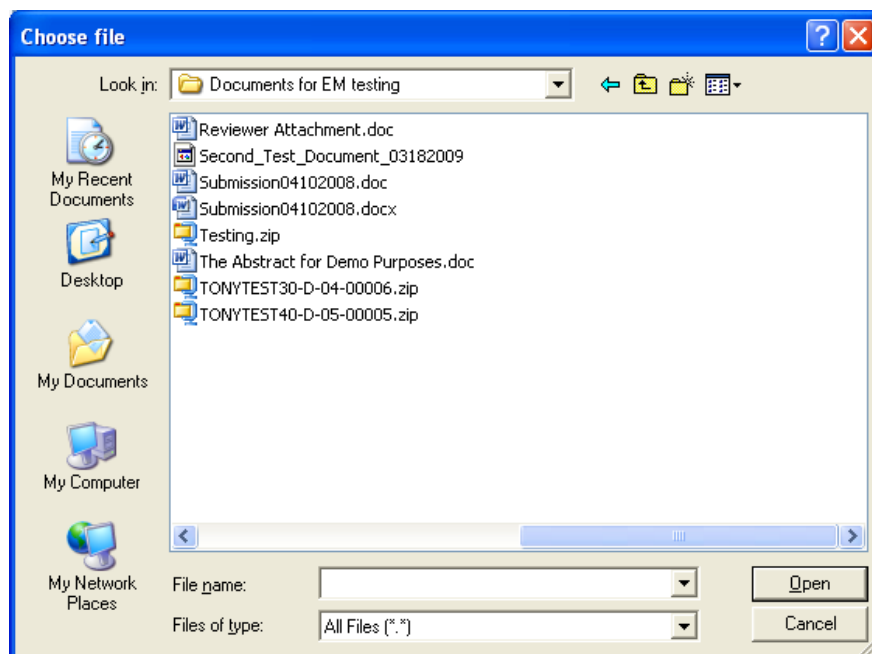 Choose file
Look in:
Documents for EM testing
My Recent
Documents
Desktop
My Documents
My Computer
My Network
Places
Reviewer Attachment.doc
Second_Test_Document_03182009
Submission04102008.doc
Submission04102008.docx
Testing.zip
The Abstract for Demo Purposes.doc
TONYTEST30-D-04-00006.zip
TONYTEST40-D-05-00005.zip
File name:
Open
Files of type:
All Files (*.*)
Cancel